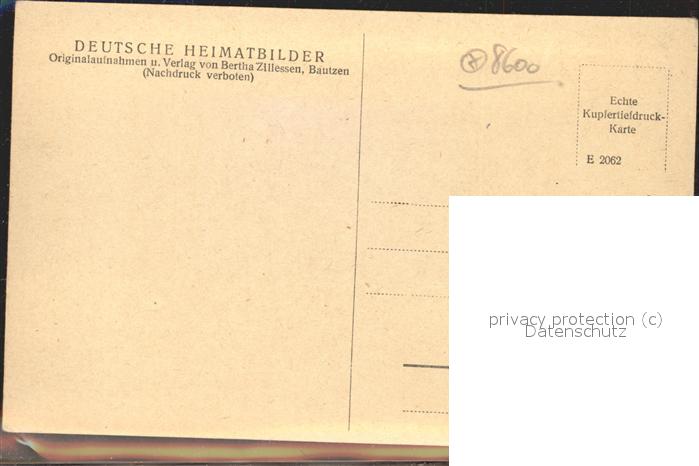 DEUTSCHE HEIMATBILDER
Originalaufnahmen u. Verlag von Bertha Zillessen, Bautzen
(Nachdruck verboten)
8600
Echte
Kupfertiefdruck-
Karte
E 2062
privacy protection (c)
Datenschutz